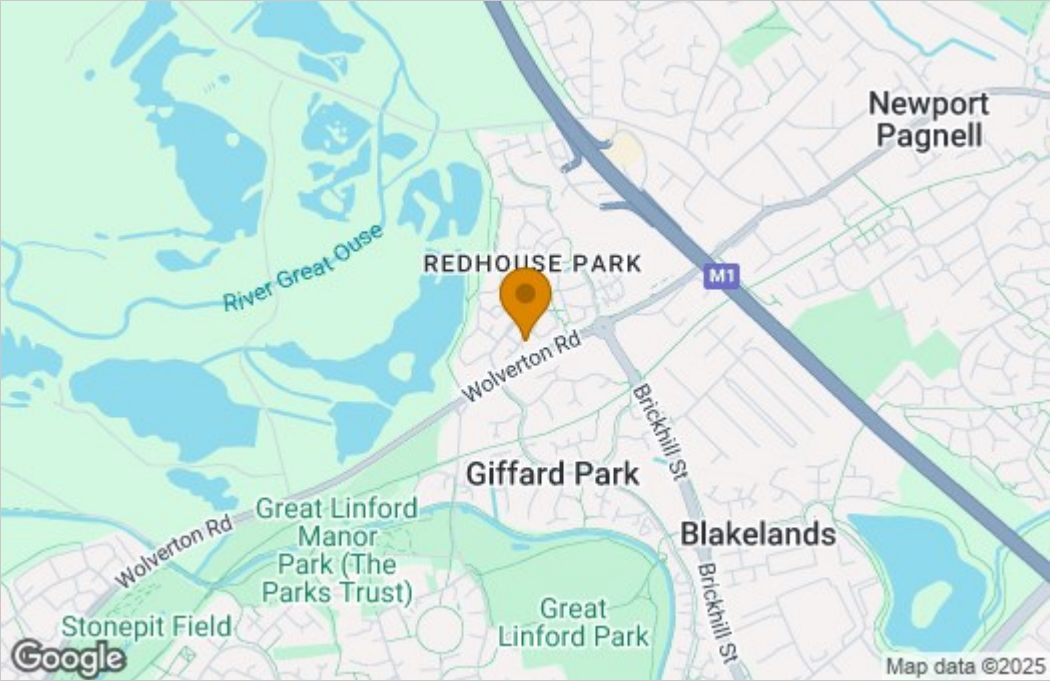 Newport
Pagnell
River Great Ouse
REDHOUSE PARK
M1
Wolverton Rd
Brickhill St
Giffard Park
Great Linford
Manor
Park (The
Parks Trust)
Wolverton Rd
Blakelands
Brickhill St
Great
Linford Park
Stonepit Field
Google
Map data ©2025